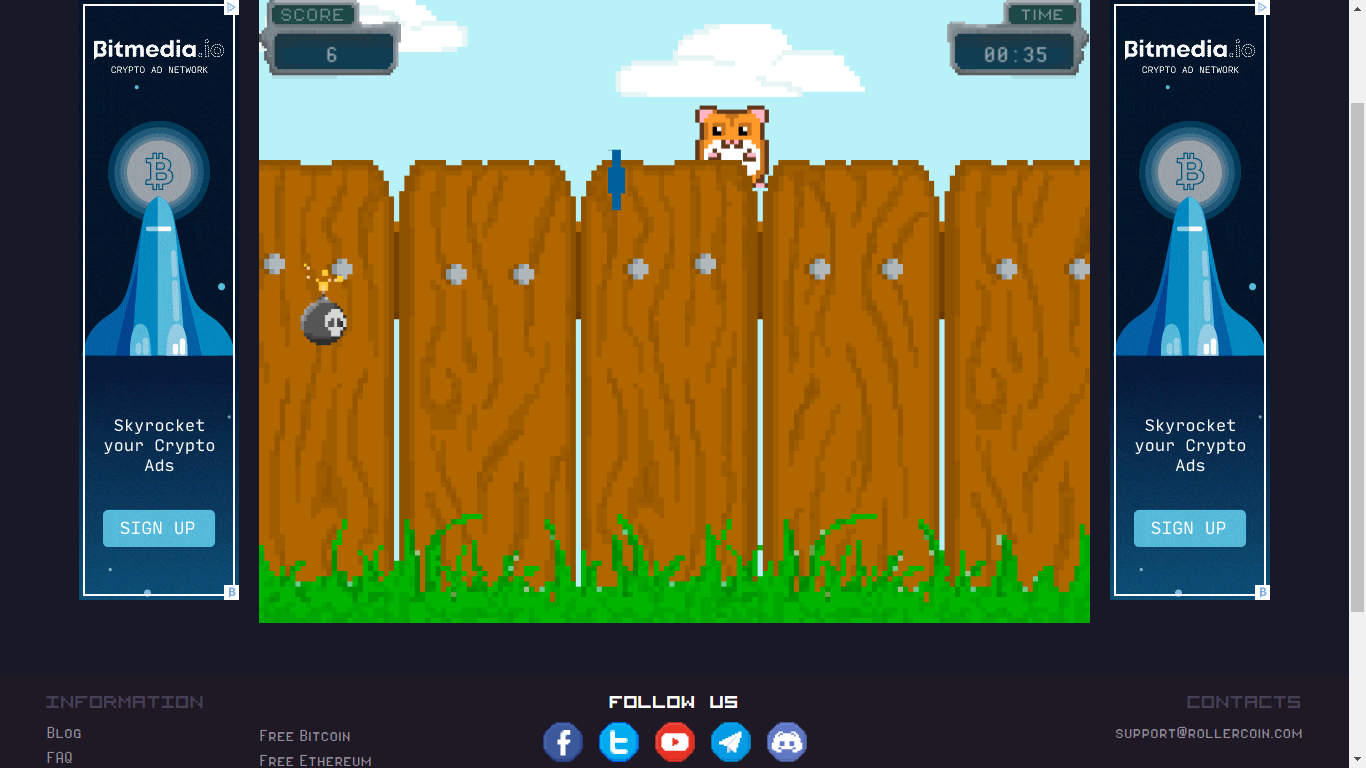 Bitmedia.io
CRYPTO AD NETWORK
Skyrocket
your Crypto
Ads
SIGN UP
B
SCORE
6
TIME
00:35
Bitmedia.io
CRYPTO AD NETWORK
Skyrocket
your Crypto
Ads
SIGN UP
B
INFORMATION
Blog
FAQ
Free Bitcoin
Free Ethereum
FOLLOW US
CONTACTS
support@rollercoin.com